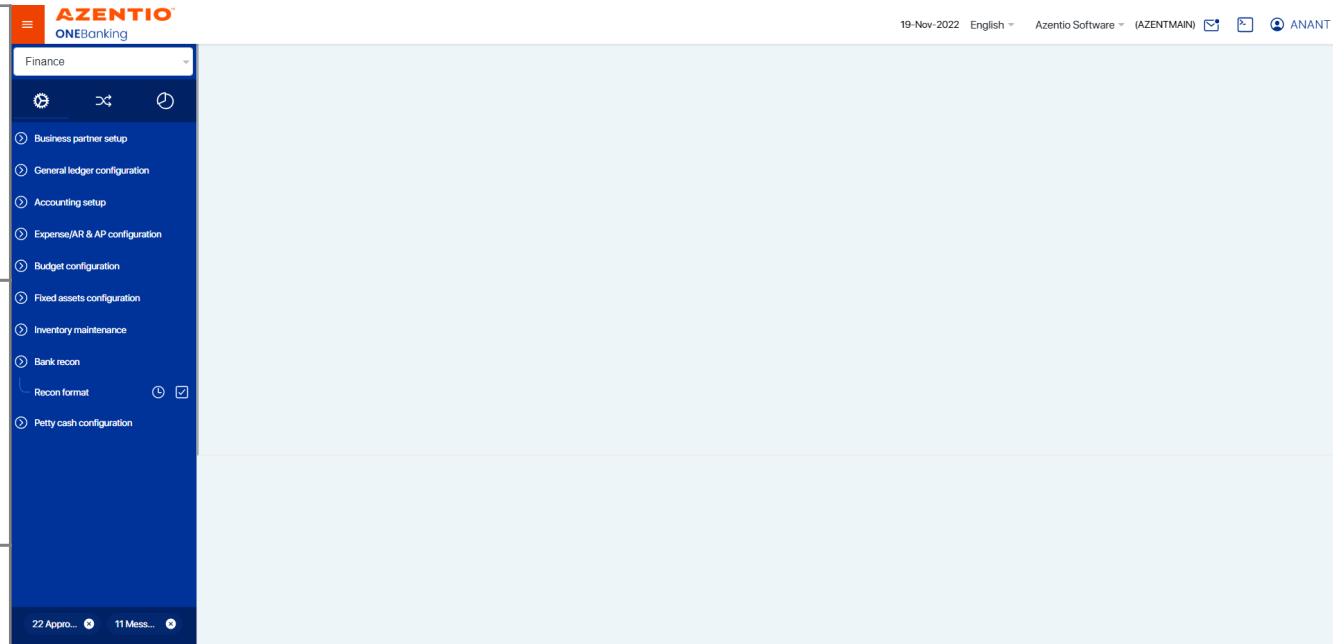 AZENTIO™
ONEBanking
19-Nov-2022 English Azentio Software (AZENTMAIN) ANANT
Finance
Business partner setup
General ledger configuration
Accounting setup
Expense/AR & AP configuration
Budget configuration
Fixed assets configuration
Inventory maintenance
Bank recon
Recon format
Petty cash configuration
22 Appro... 11 Mess...